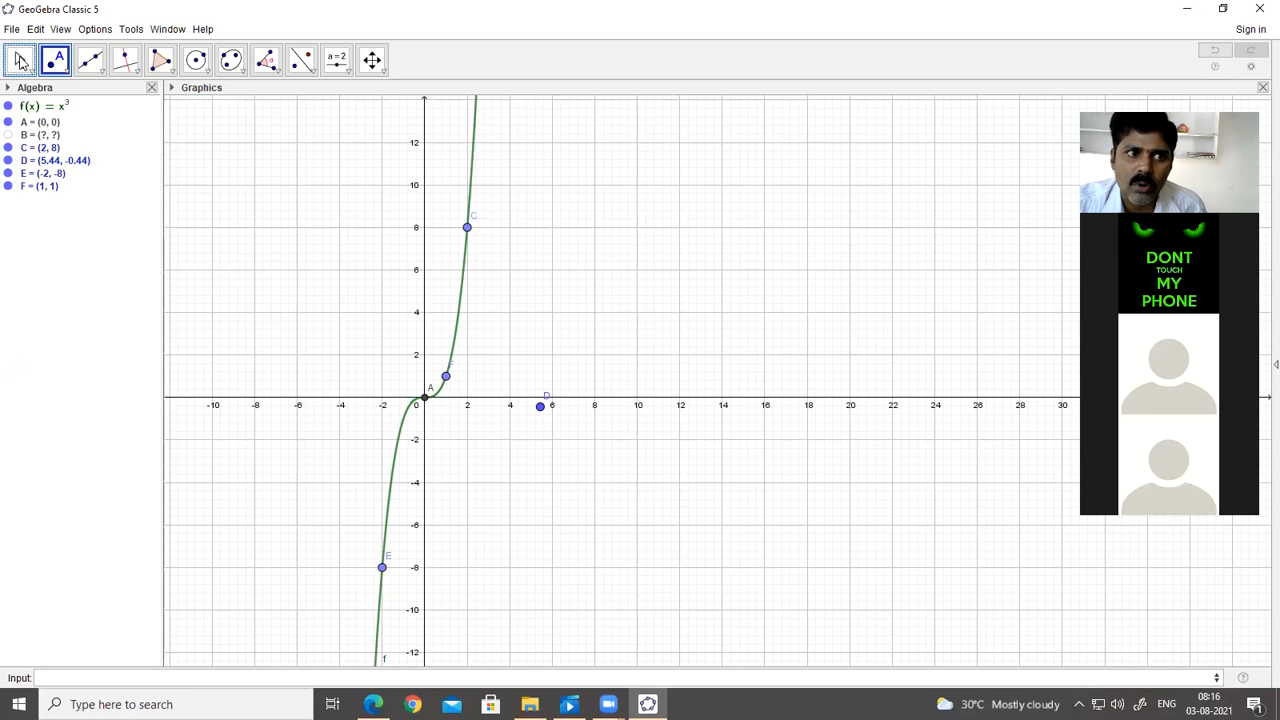 GeoGebra Classic 5
File Edit View Options Tools Window Help
Sign in
A
a=2
Algebra
Graphics
f(x) = x³
A = (0, 0)
B = (?, ?)
C = (2, 8)
D = (5.44, -0.44)
E = (-2, -8)
F = (1, 1)
12
10
C
8
6
4
2
A
D
-10 -8 -6 -4 -2 0 2 4 6 8 10 12 14 16 18 20 22 24 26 28 30
-2
-4
-6
E
-8
-10
-12
f
DONT
TOUCH
MY
PHONE
Input:
Type here to search
30°C Mostly cloudy
ENG
08:16
03-08-2021
1